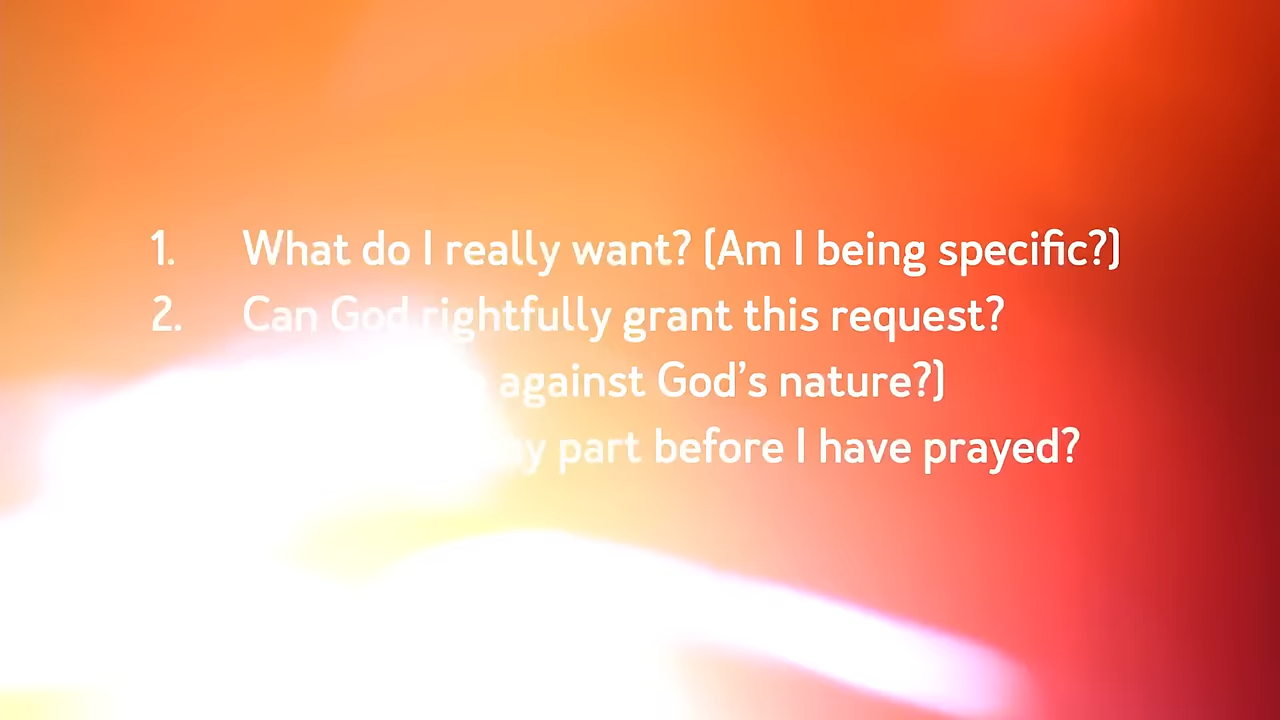 1. What do I really want? (Am I being specific?)
2. Can God rightfully grant this request?
against God's nature?)
part before I have prayed?